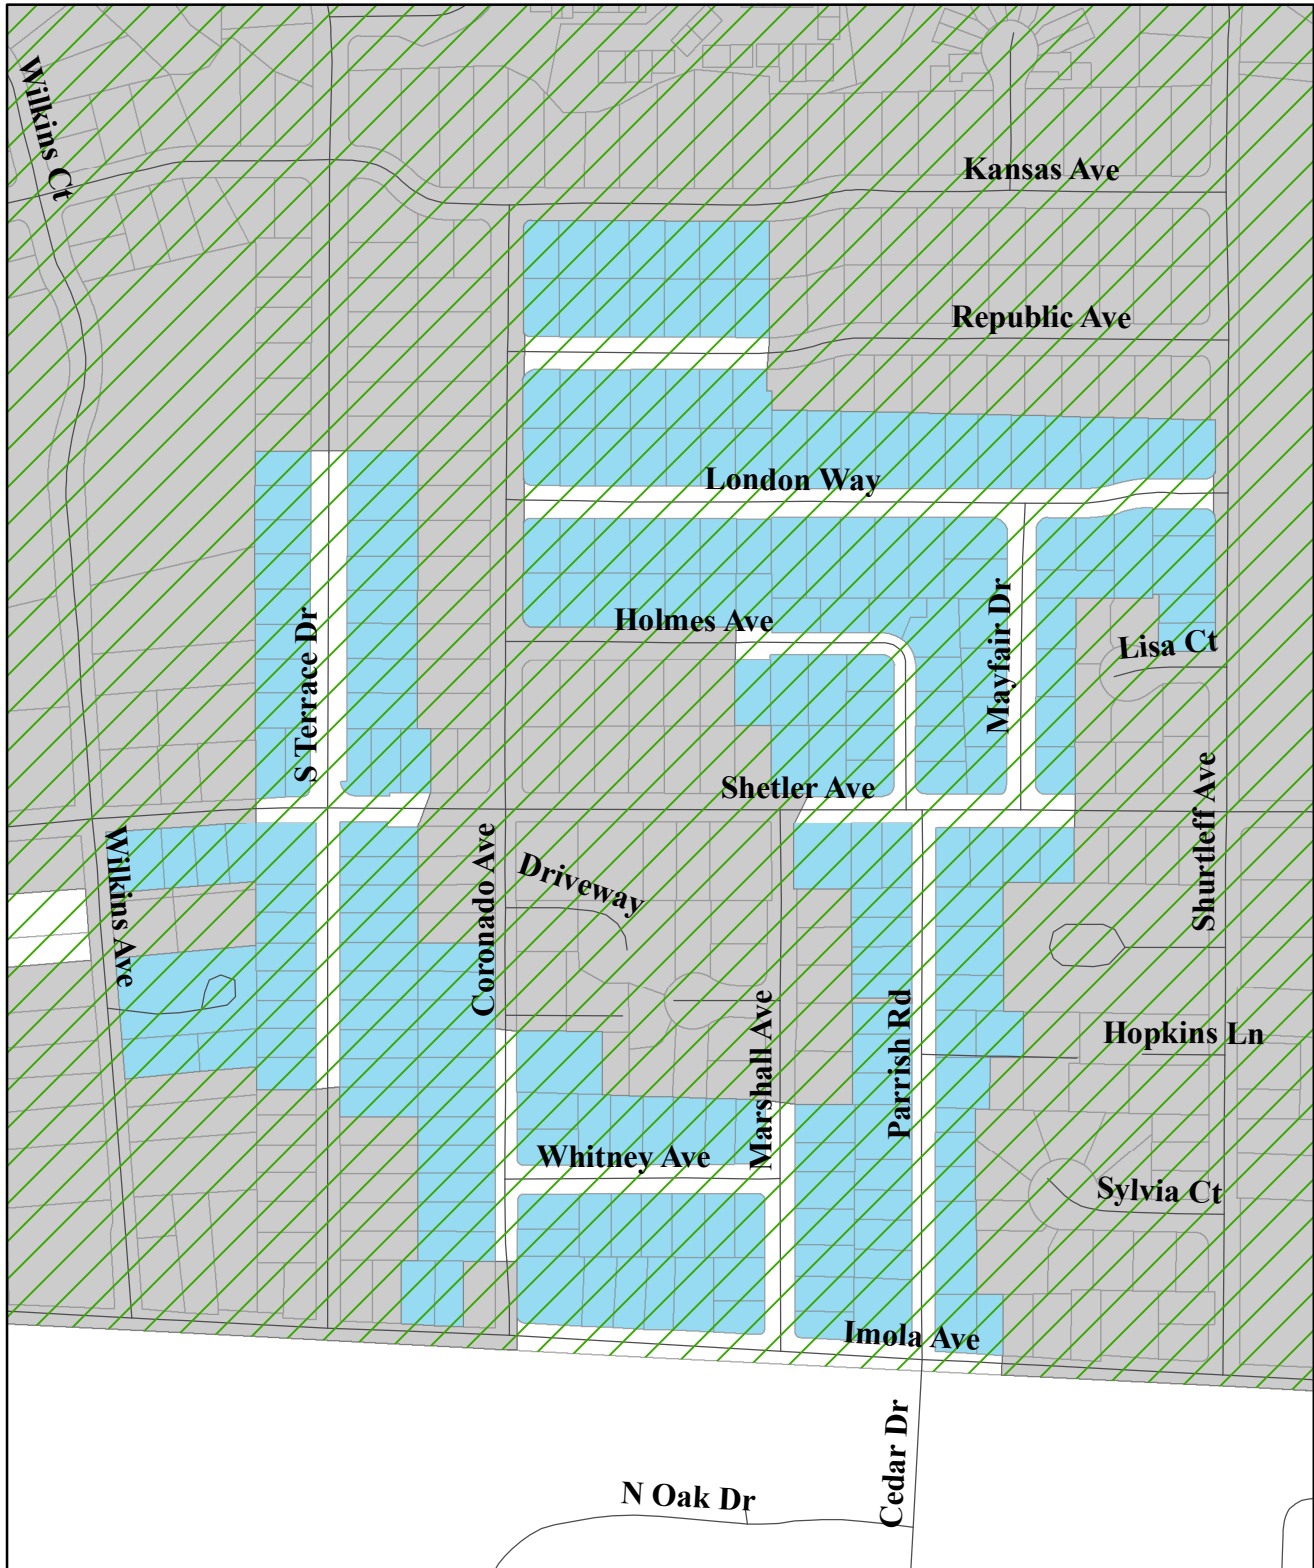 Wilkins Ct
Kansas Ave
Republic Ave
London Way
Holmes Ave
Mayfair Dr
Lisa Ct
S Terrace Dr
Shetler Ave
Shurtleff Ave
Wilkins Ave
Coronado Ave
Driveway
Marshall Ave
Parrish Rd
Hopkins Ln
Whitney Ave
Sylvia Ct
Imola Ave
Cedar Dr
N Oak Dr